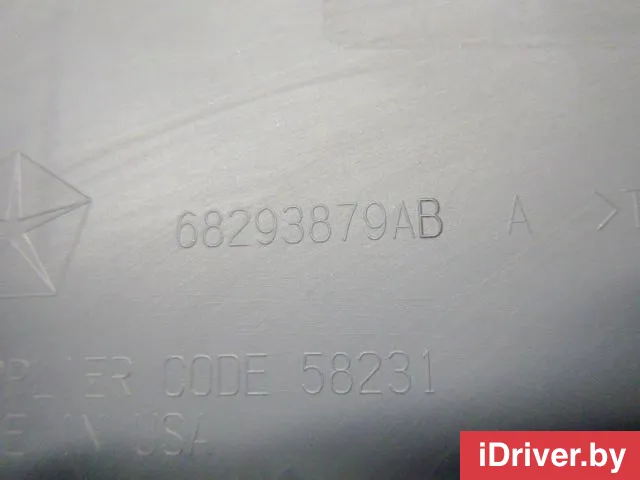 68293879AB A >T
CODE 58231
USA
iDriver.by